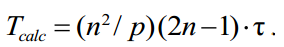 T_calc = (n²/ p)(2n−1)·τ.